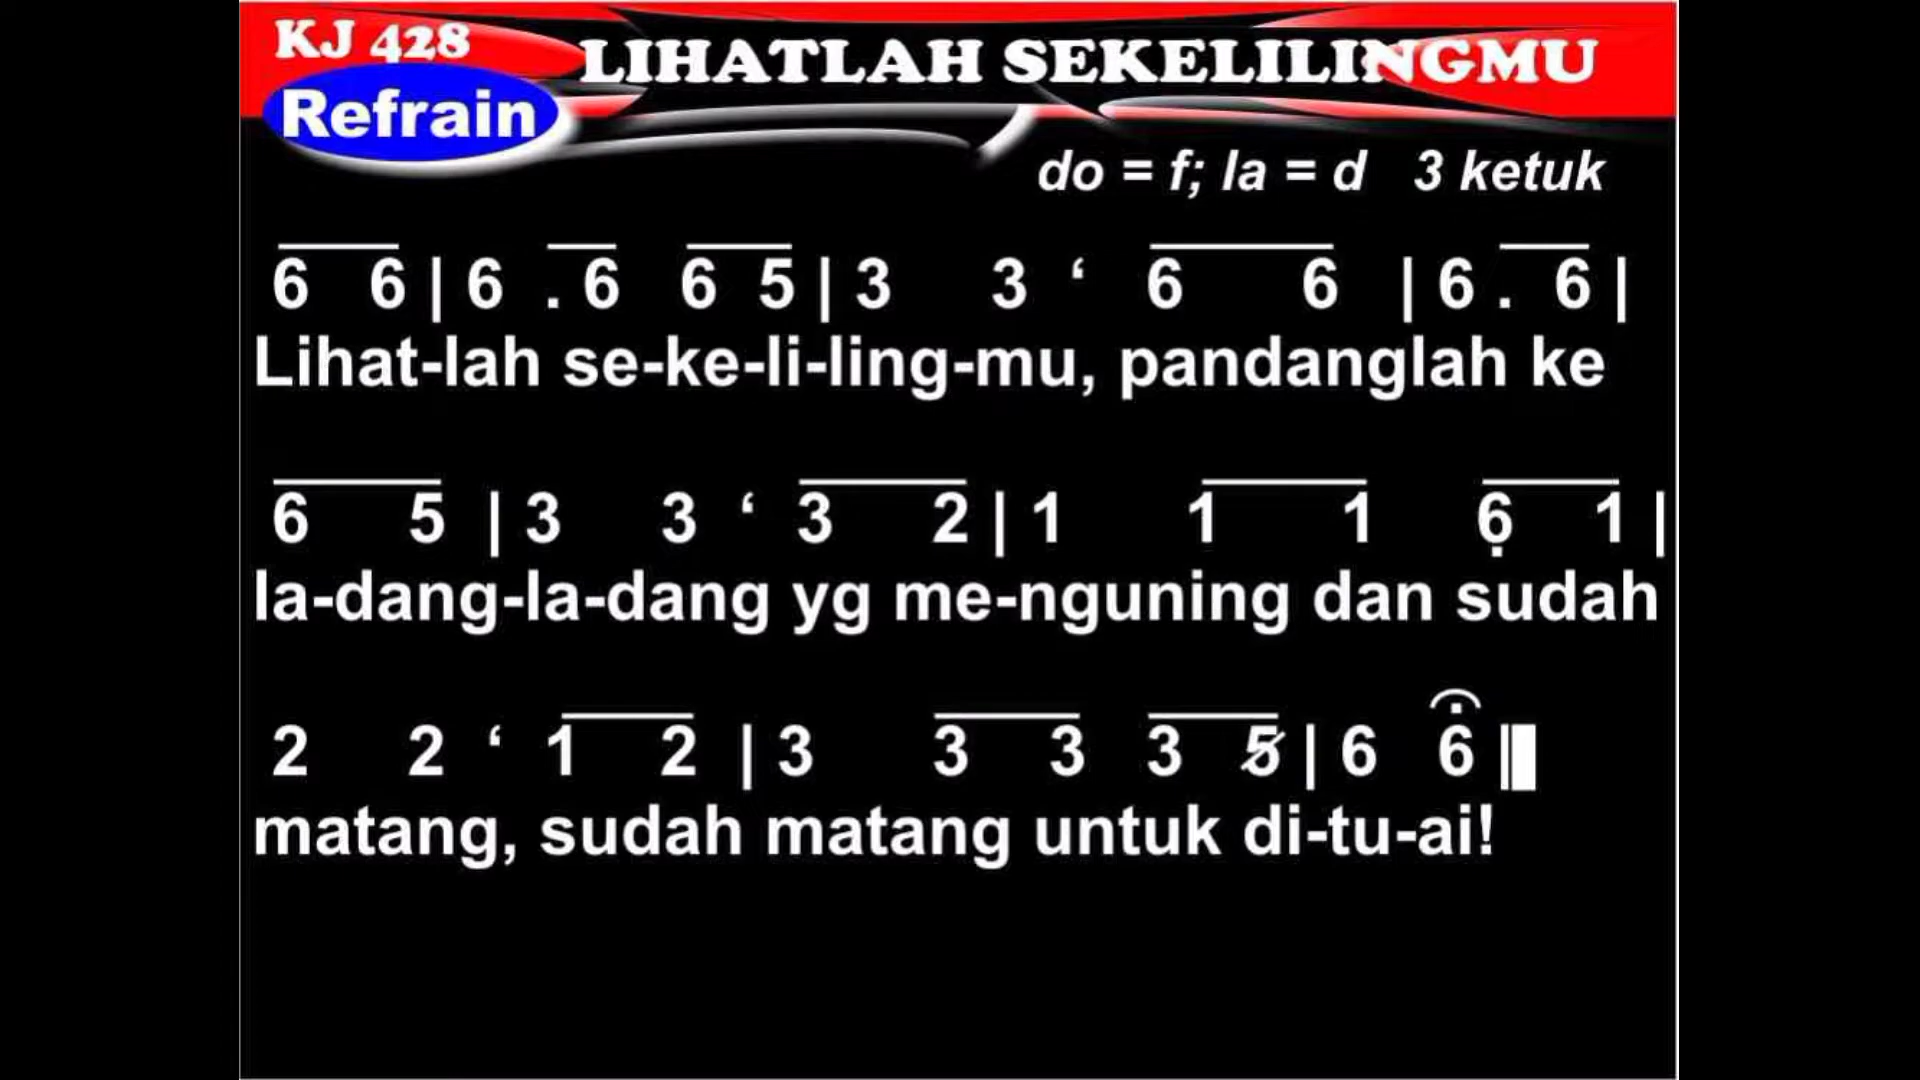 KJ 428
LIHATLAH SEKELILINGMU
Refrain
do = f; la = d 3 ketuk
6 6 | 6 . 6 6 5 | 3 3 ‘ 6 6 | 6 . 6 |
Lihat-lah se-ke-li-ling-mu, pandanglah ke
6 5 | 3 3 ‘ 3 2 | 1 1 1 6̣ 1 |
la-dang-la-dang yg me-nguning dan sudah
2 2 ‘ 1 2 | 3 3 3 3 5̸ | 6 6 ‖
matang, sudah matang untuk di-tu-ai!